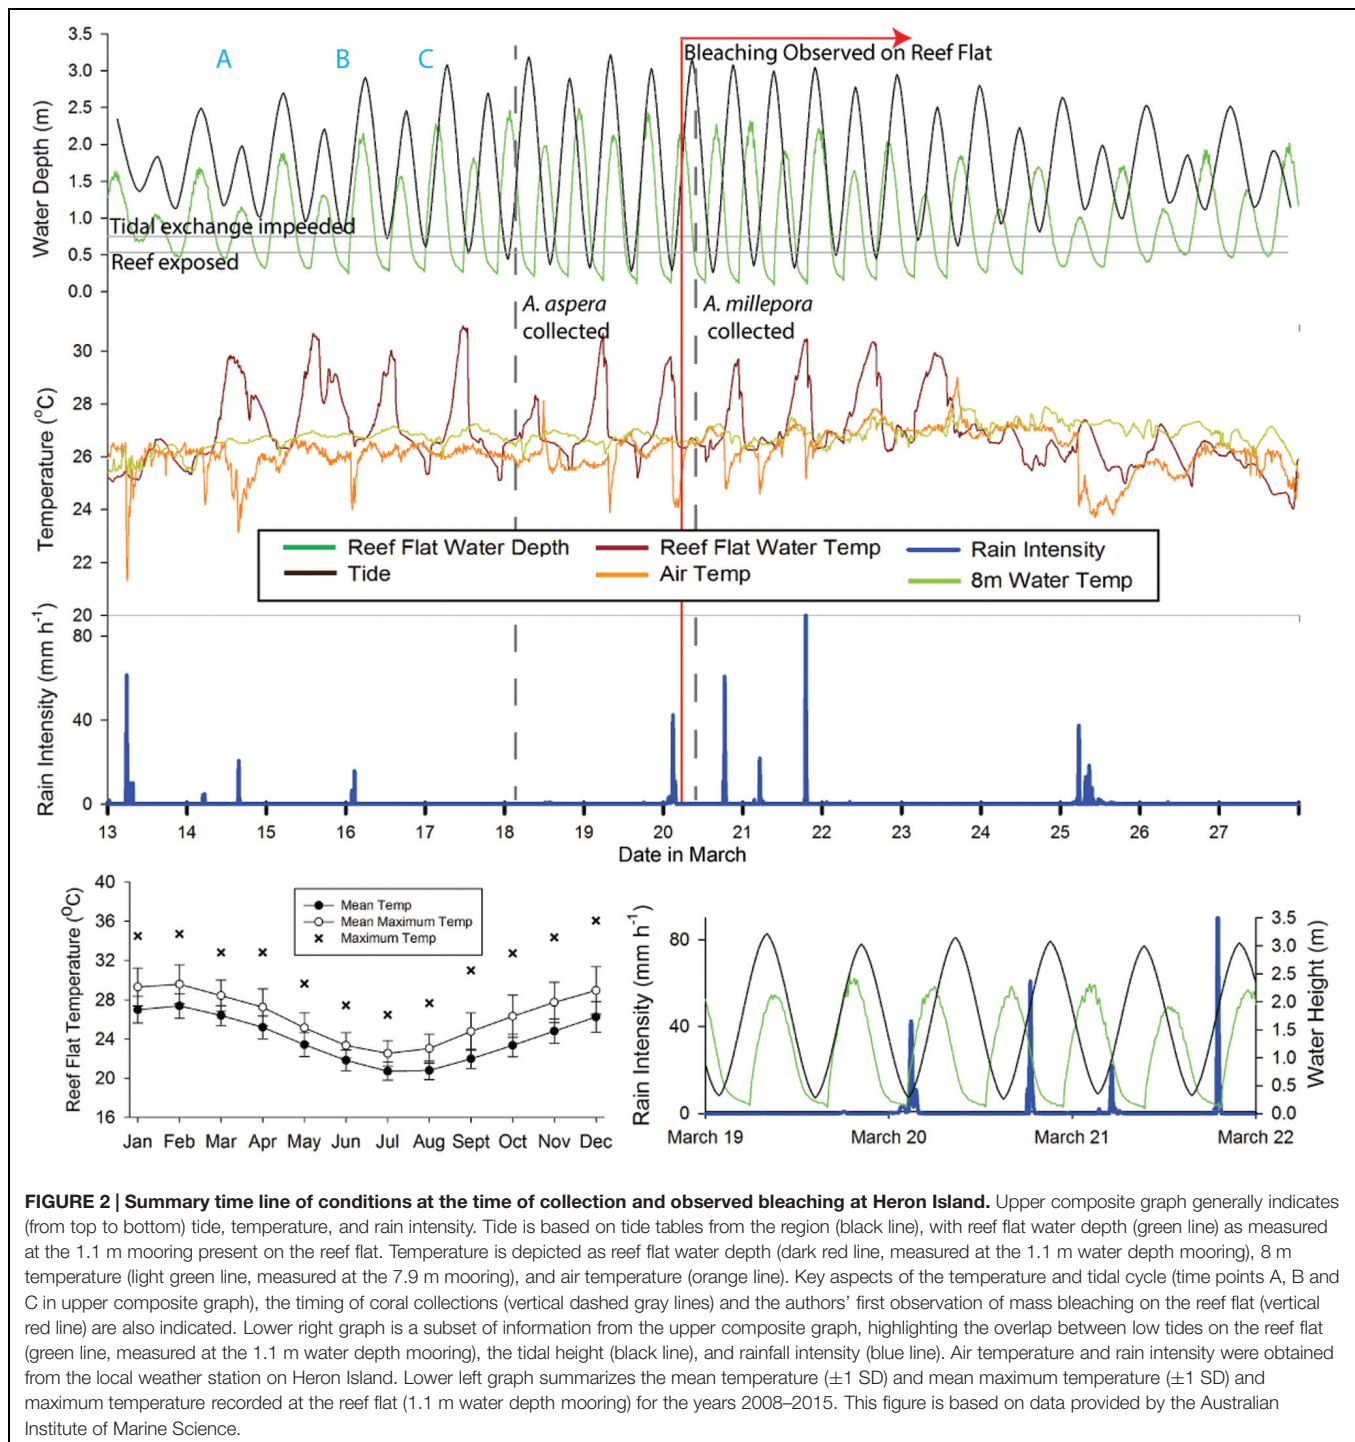 3.5
3.0
2.5
2.0
1.5
1.0
0.5
0.0
Water Depth (m)
A
B
C
Bleaching Observed on Reef Flat
Tidal exchange impeeded
Reef exposed
A. aspera
collected
A. millepora
collected
30
28
26
24
22
Temperature (°C)
Reef Flat Water Depth
Reef Flat Water Temp
Rain Intensity
Tide
Air Temp
8m Water Temp
20
80
40
0
Rain Intensity (mm h-1)
13 14 15 16 17 18 19 20 21 22 23 24 25 26 27
Date in March
40
36
32
28
24
20
16
Reef Flat Temperature (°C)
Mean Temp
Mean Maximum Temp
Maximum Temp
Jan Feb Mar Apr May Jun Jul Aug Sept Oct Nov Dec
80
40
0
Rain Intensity (mm h-1)
3.5
3.0
2.5
2.0
1.5
1.0
0.5
0.0
Water Height (m)
March 19 March 20 March 21 March 22
FIGURE 2 | Summary time line of conditions at the time of collection and observed bleaching at Heron Island. Upper composite graph generally indicates
(from top to bottom) tide, temperature, and rain intensity. Tide is based on tide tables from the region (black line), with reef flat water depth (green line) as measured
at the 1.1 m mooring present on the reef flat. Temperature is depicted as reef flat water depth (dark red line, measured at the 1.1 m water depth mooring), 8 m
temperature (light green line, measured at the 7.9 m mooring), and air temperature (orange line). Key aspects of the temperature and tidal cycle (time points A, B and
C in upper composite graph), the timing of coral collections (vertical dashed gray lines) and the authors' first observation of mass bleaching on the reef flat (vertical
red line) are also indicated. Lower right graph is a subset of information from the upper composite graph, highlighting the overlap between low tides on the reef flat
(green line, measured at the 1.1 m water depth mooring), the tidal height (black line), and rainfall intensity (blue line). Air temperature and rain intensity were obtained
from the local weather station on Heron Island. Lower left graph summarizes the mean temperature (±1 SD) and mean maximum temperature (±1 SD) and
maximum temperature recorded at the reef flat (1.1 m water depth mooring) for the years 2008–2015. This figure is based on data provided by the Australian
Institute of Marine Science.